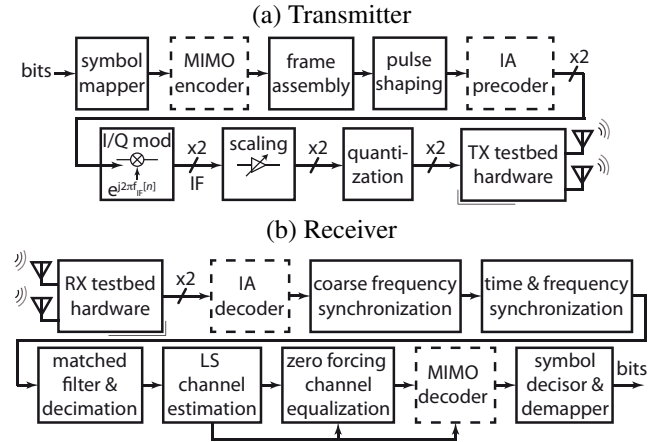 (a) Transmitter
bits
symbol
mapper
MIMO
encoder
frame
assembly
pulse
shaping
IA
precoder
x2
I/Q mod
e^{j2πf_{IF}[n]}
x2
IF
scaling
x2
quanti-
zation
x2
TX testbed
hardware
(b) Receiver
RX testbed
hardware
x2
IA
decoder
coarse frequency
synchronization
time & frequency
synchronization
matched
filter &
decimation
LS
channel
estimation
zero forcing
channel
equalization
MIMO
decoder
symbol
decisor &
demapper
bits